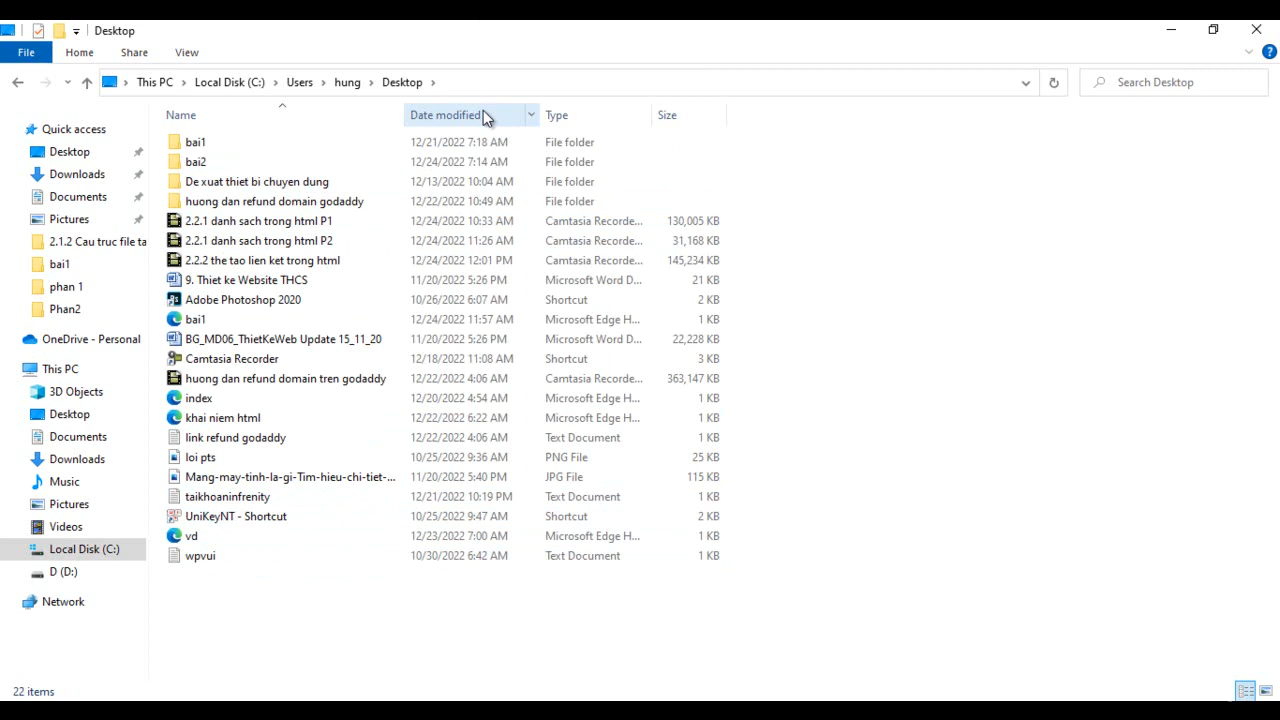 Desktop
File Home Share View
This PC Local Disk (C:) Users hung Desktop
Search Desktop
Name Date modified Type Size
Quick access
Desktop
Downloads
Documents
Pictures
2.1.2 Cau truc file ta
bai1
phan 1
Phan2
OneDrive - Personal
This PC
3D Objects
Desktop
Documents
Downloads
Music
Pictures
Videos
Local Disk (C:)
D (D:)
Network
bai1 12/21/2022 7:18 AM File folder
bai2 12/24/2022 7:14 AM File folder
De xuat thiet bi chuyen dung 12/13/2022 10:04 AM File folder
huong dan refund domain godaddy 12/22/2022 10:49 AM File folder
2.2.1 danh sach trong html P1 12/24/2022 10:33 AM Camtasia Recorde... 130,005 KB
2.2.1 danh sach trong html P2 12/24/2022 11:26 AM Camtasia Recorde... 31,168 KB
2.2.2 the tao lien ket trong html 12/24/2022 12:01 PM Camtasia Recorde... 145,234 KB
9. Thiet ke Website THCS 11/20/2022 5:26 PM Microsoft Word D... 21 KB
Adobe Photoshop 2020 10/26/2022 6:07 AM Shortcut 2 KB
bai1 12/24/2022 11:57 AM Microsoft Edge H... 1 KB
BG_MD06_ThietKeWeb Update 15_11_20 11/20/2022 5:26 PM Microsoft Word D... 22,228 KB
Camtasia Recorder 12/18/2022 11:08 AM Shortcut 3 KB
huong dan refund domain tren godaddy 12/22/2022 4:06 AM Camtasia Recorde... 363,147 KB
index 12/20/2022 4:54 AM Microsoft Edge H... 1 KB
khai niem html 12/22/2022 6:22 AM Microsoft Edge H... 1 KB
link refund godaddy 12/22/2022 4:06 AM Text Document 1 KB
loi pts 10/25/2022 9:36 AM PNG File 25 KB
Mang-may-tinh-la-gi-Tim-hieu-chi-tiet-... 11/20/2022 5:40 PM JPG File 115 KB
taikhoaninfrenity 12/21/2022 10:19 PM Text Document 1 KB
UniKeyNT - Shortcut 10/25/2022 9:47 AM Shortcut 2 KB
vd 12/23/2022 7:00 AM Microsoft Edge H... 1 KB
wpvui 10/30/2022 6:42 AM Text Document 1 KB
22 items